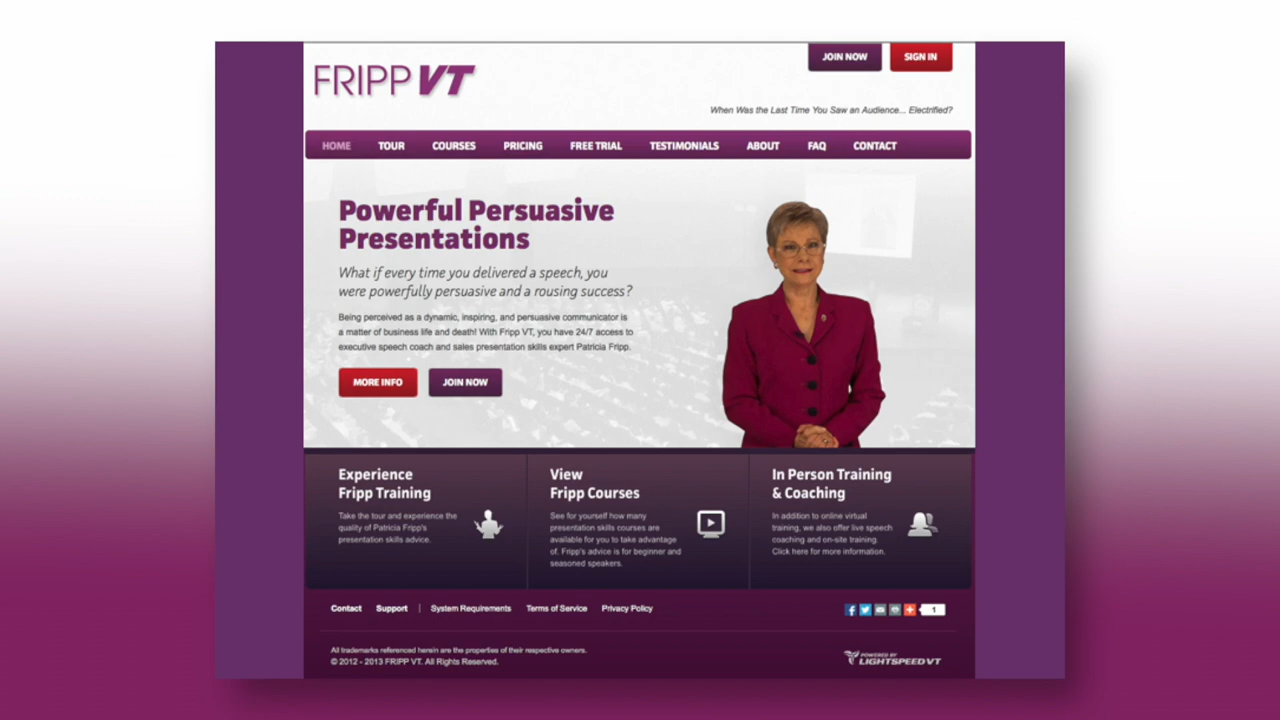 FRIPP VT
JOIN NOW
SIGN IN
When Was the Last Time You Saw an Audience... Electrified?
HOME TOUR COURSES PRICING FREE TRIAL TESTIMONIALS ABOUT FAQ CONTACT
Powerful Persuasive
Presentations
What if every time you delivered a speech, you
were powerfully persuasive and a rousing success?
Being perceived as a dynamic, inspiring, and persuasive communicator is
a matter of business life and death! With Fripp VT, you have 24/7 access to
executive speech coach and sales presentation skills expert Patricia Fripp.
MORE INFO
JOIN NOW
Experience
Fripp Training
Take the tour and experience the
quality of Patricia Fripp's
presentation skills advice.
View
Fripp Courses
See for yourself how many
presentation skills courses are
available for you to take advantage
of. Fripp's advice is for beginner and
seasoned speakers.
In Person Training
& Coaching
In addition to online virtual
training, we also offer live speech
coaching and on-site training.
Click here for more information.
Contact Support | System Requirements Terms of Service Privacy Policy
1
All trademarks referenced herein are the properties of their respective owners.
© 2012 - 2013 FRIPP VT. All Rights Reserved.
POWERED BY
LIGHTSPEEDVT